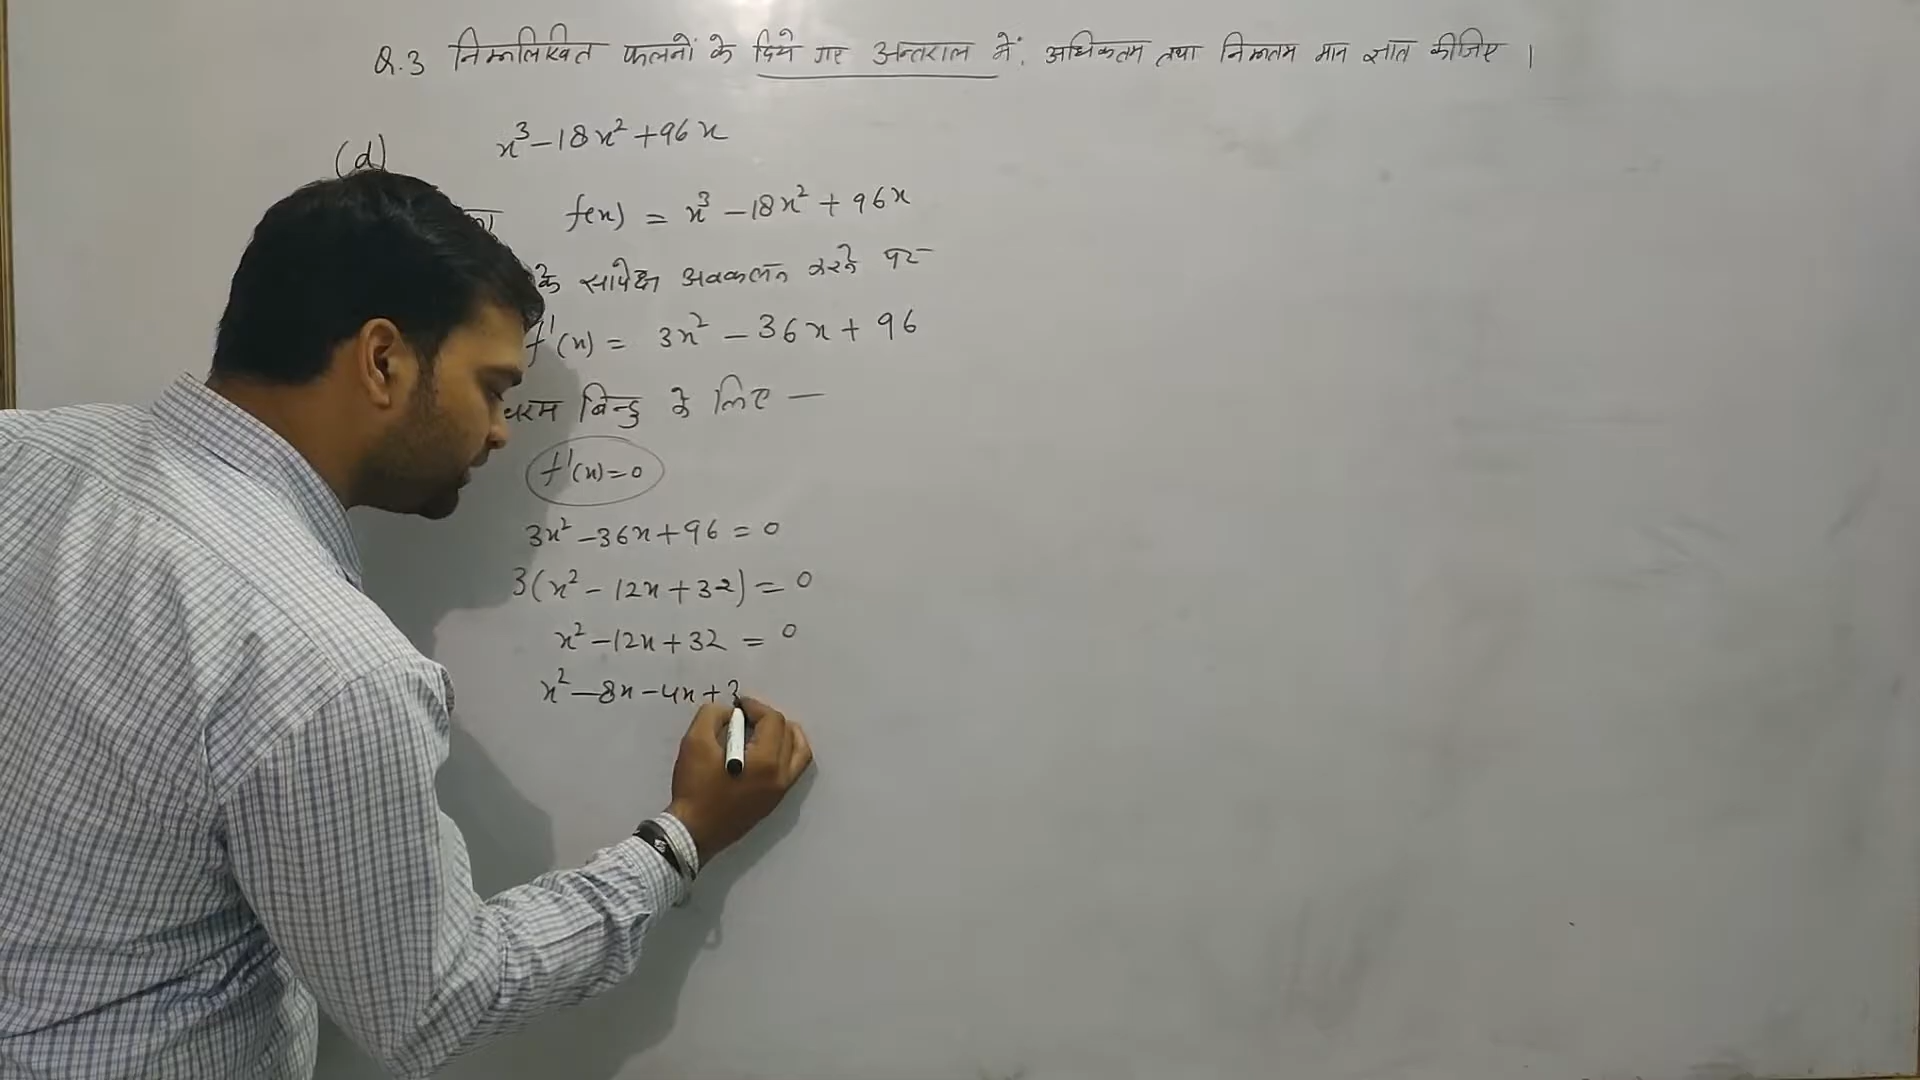 Q.3 निम्नलिखित फलनों के दिये गए अन्तराल में, अधिकतम तथा निम्नतम मान ज्ञात कीजिए ।
(d) x³ - 18x² + 96x
f(x) = x³ - 18x² + 96x
के सापेक्ष अवकलन करने पर -
f'(x) = 3x² - 36x + 96
चरम बिन्दु के लिए —
f'(x) = 0
3x² - 36x + 96 = 0
3(x² - 12x + 32) = 0
x² - 12x + 32 = 0
x² - 8x - 4x + 3